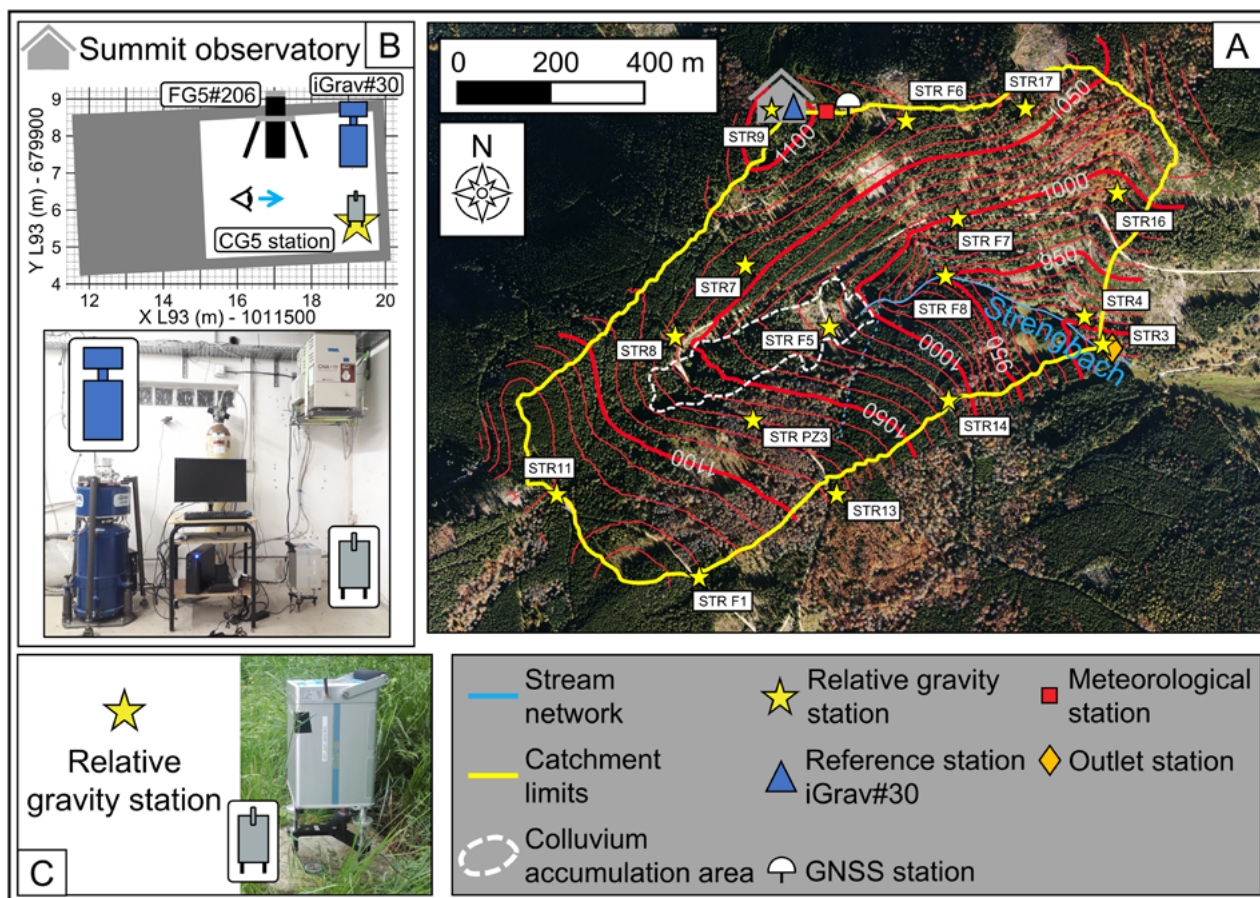 Summit observatory
B
FG5#206
iGrav#30
CG5 station
Y L93 (m) - 679900
9
8
7
6
5
4
12
14
16
18
20
X L93 (m) - 1011500
A
0
200
400 m
N
STR9
1100
STR F6
STR17
1050
1000
STR16
STR F7
STR7
950
STR F8
STR4
STR3
Strengbach
STR8
STR F5
1000
950
STR14
1050
STR PZ3
1100
STR11
STR13
STR F1
Relative
gravity station
C
Stream
network
Catchment
limits
Colluvium
accumulation area
Relative gravity
station
Reference station
iGrav#30
GNSS station
Meteorological
station
Outlet station